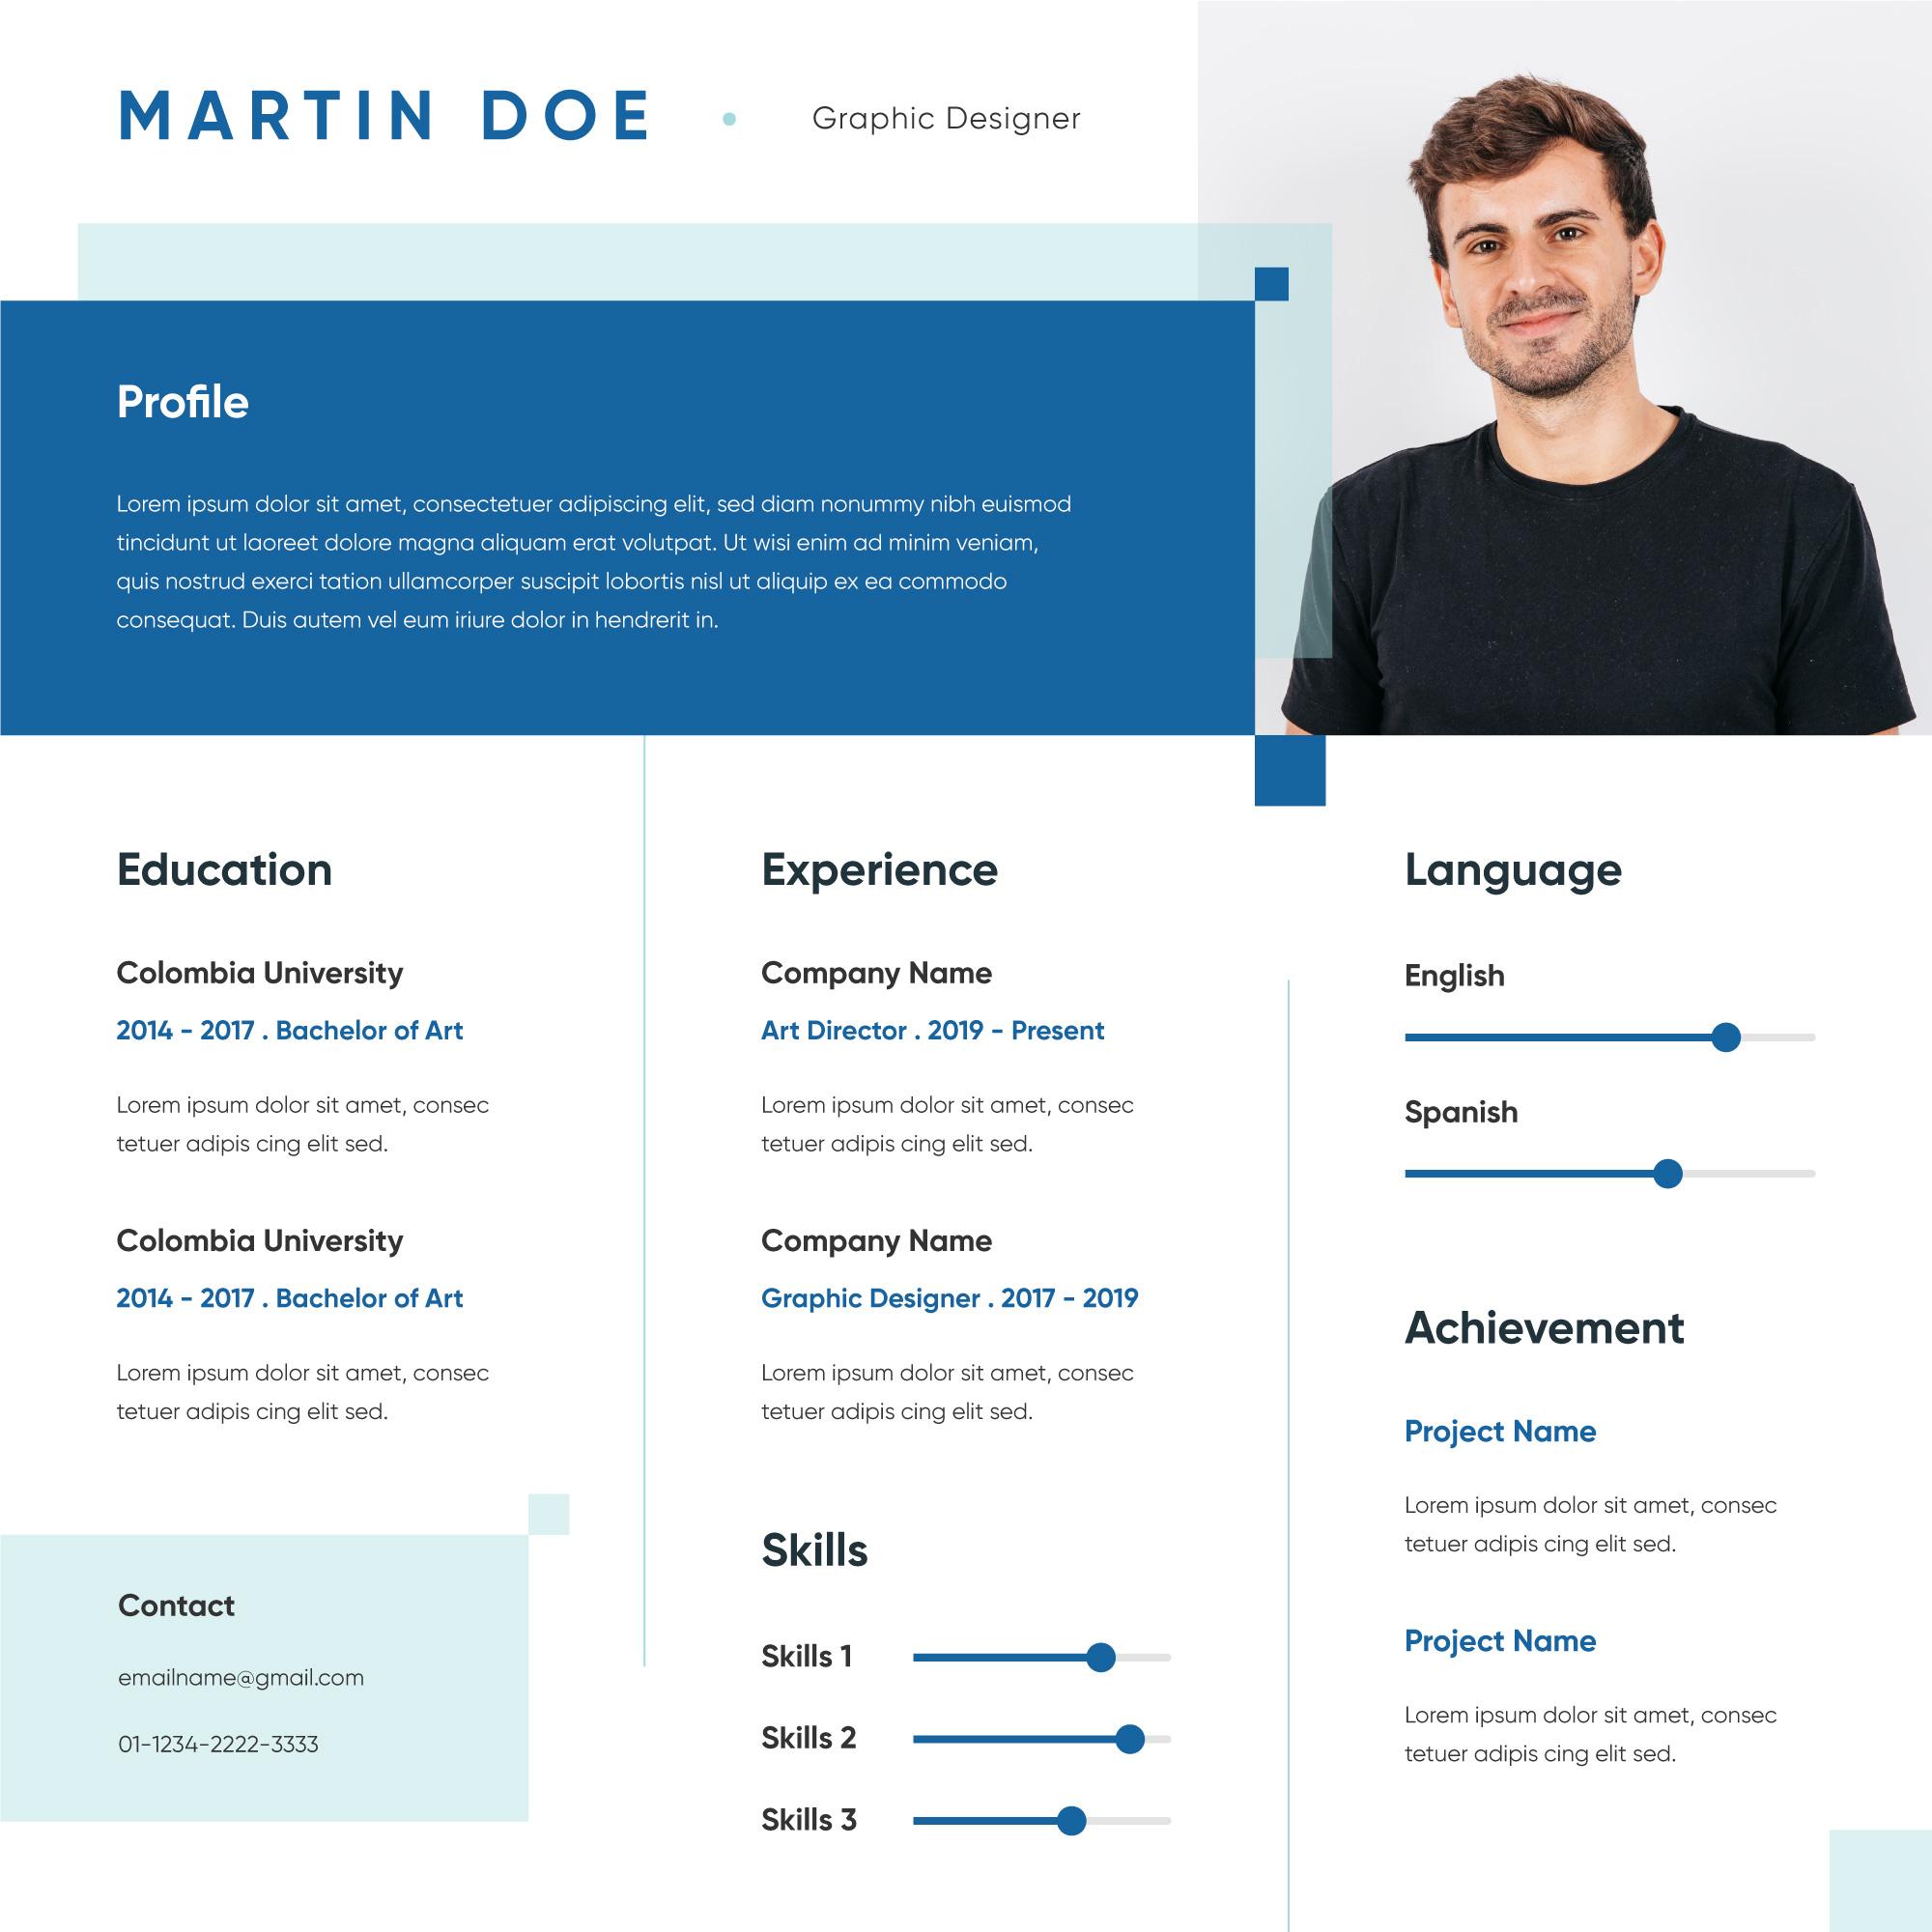 MARTIN DOE
Graphic Designer
Profile
Lorem ipsum dolor sit amet, consectetuer adipiscing elit, sed diam nonummy nibh euismod
tincidunt ut laoreet dolore magna aliquam erat volutpat. Ut wisi enim ad minim veniam,
quis nostrud exerci tation ullamcorper suscipit lobortis nisl ut aliquip ex ea commodo
consequat. Duis autem vel eum iriure dolor in hendrerit in.
Education
Colombia University
2014 - 2017 . Bachelor of Art
Lorem ipsum dolor sit amet, consec
tetuer adipis cing elit sed.
Colombia University
2014 - 2017 . Bachelor of Art
Lorem ipsum dolor sit amet, consec
tetuer adipis cing elit sed.
Contact
emailname@gmail.com
01-1234-2222-3333
Experience
Company Name
Art Director . 2019 - Present
Lorem ipsum dolor sit amet, consec
tetuer adipis cing elit sed.
Company Name
Graphic Designer . 2017 - 2019
Lorem ipsum dolor sit amet, consec
tetuer adipis cing elit sed.
Skills
Skills 1
Skills 2
Skills 3
Language
English
Spanish
Achievement
Project Name
Lorem ipsum dolor sit amet, consec
tetuer adipis cing elit sed.
Project Name
Lorem ipsum dolor sit amet, consec
tetuer adipis cing elit sed.